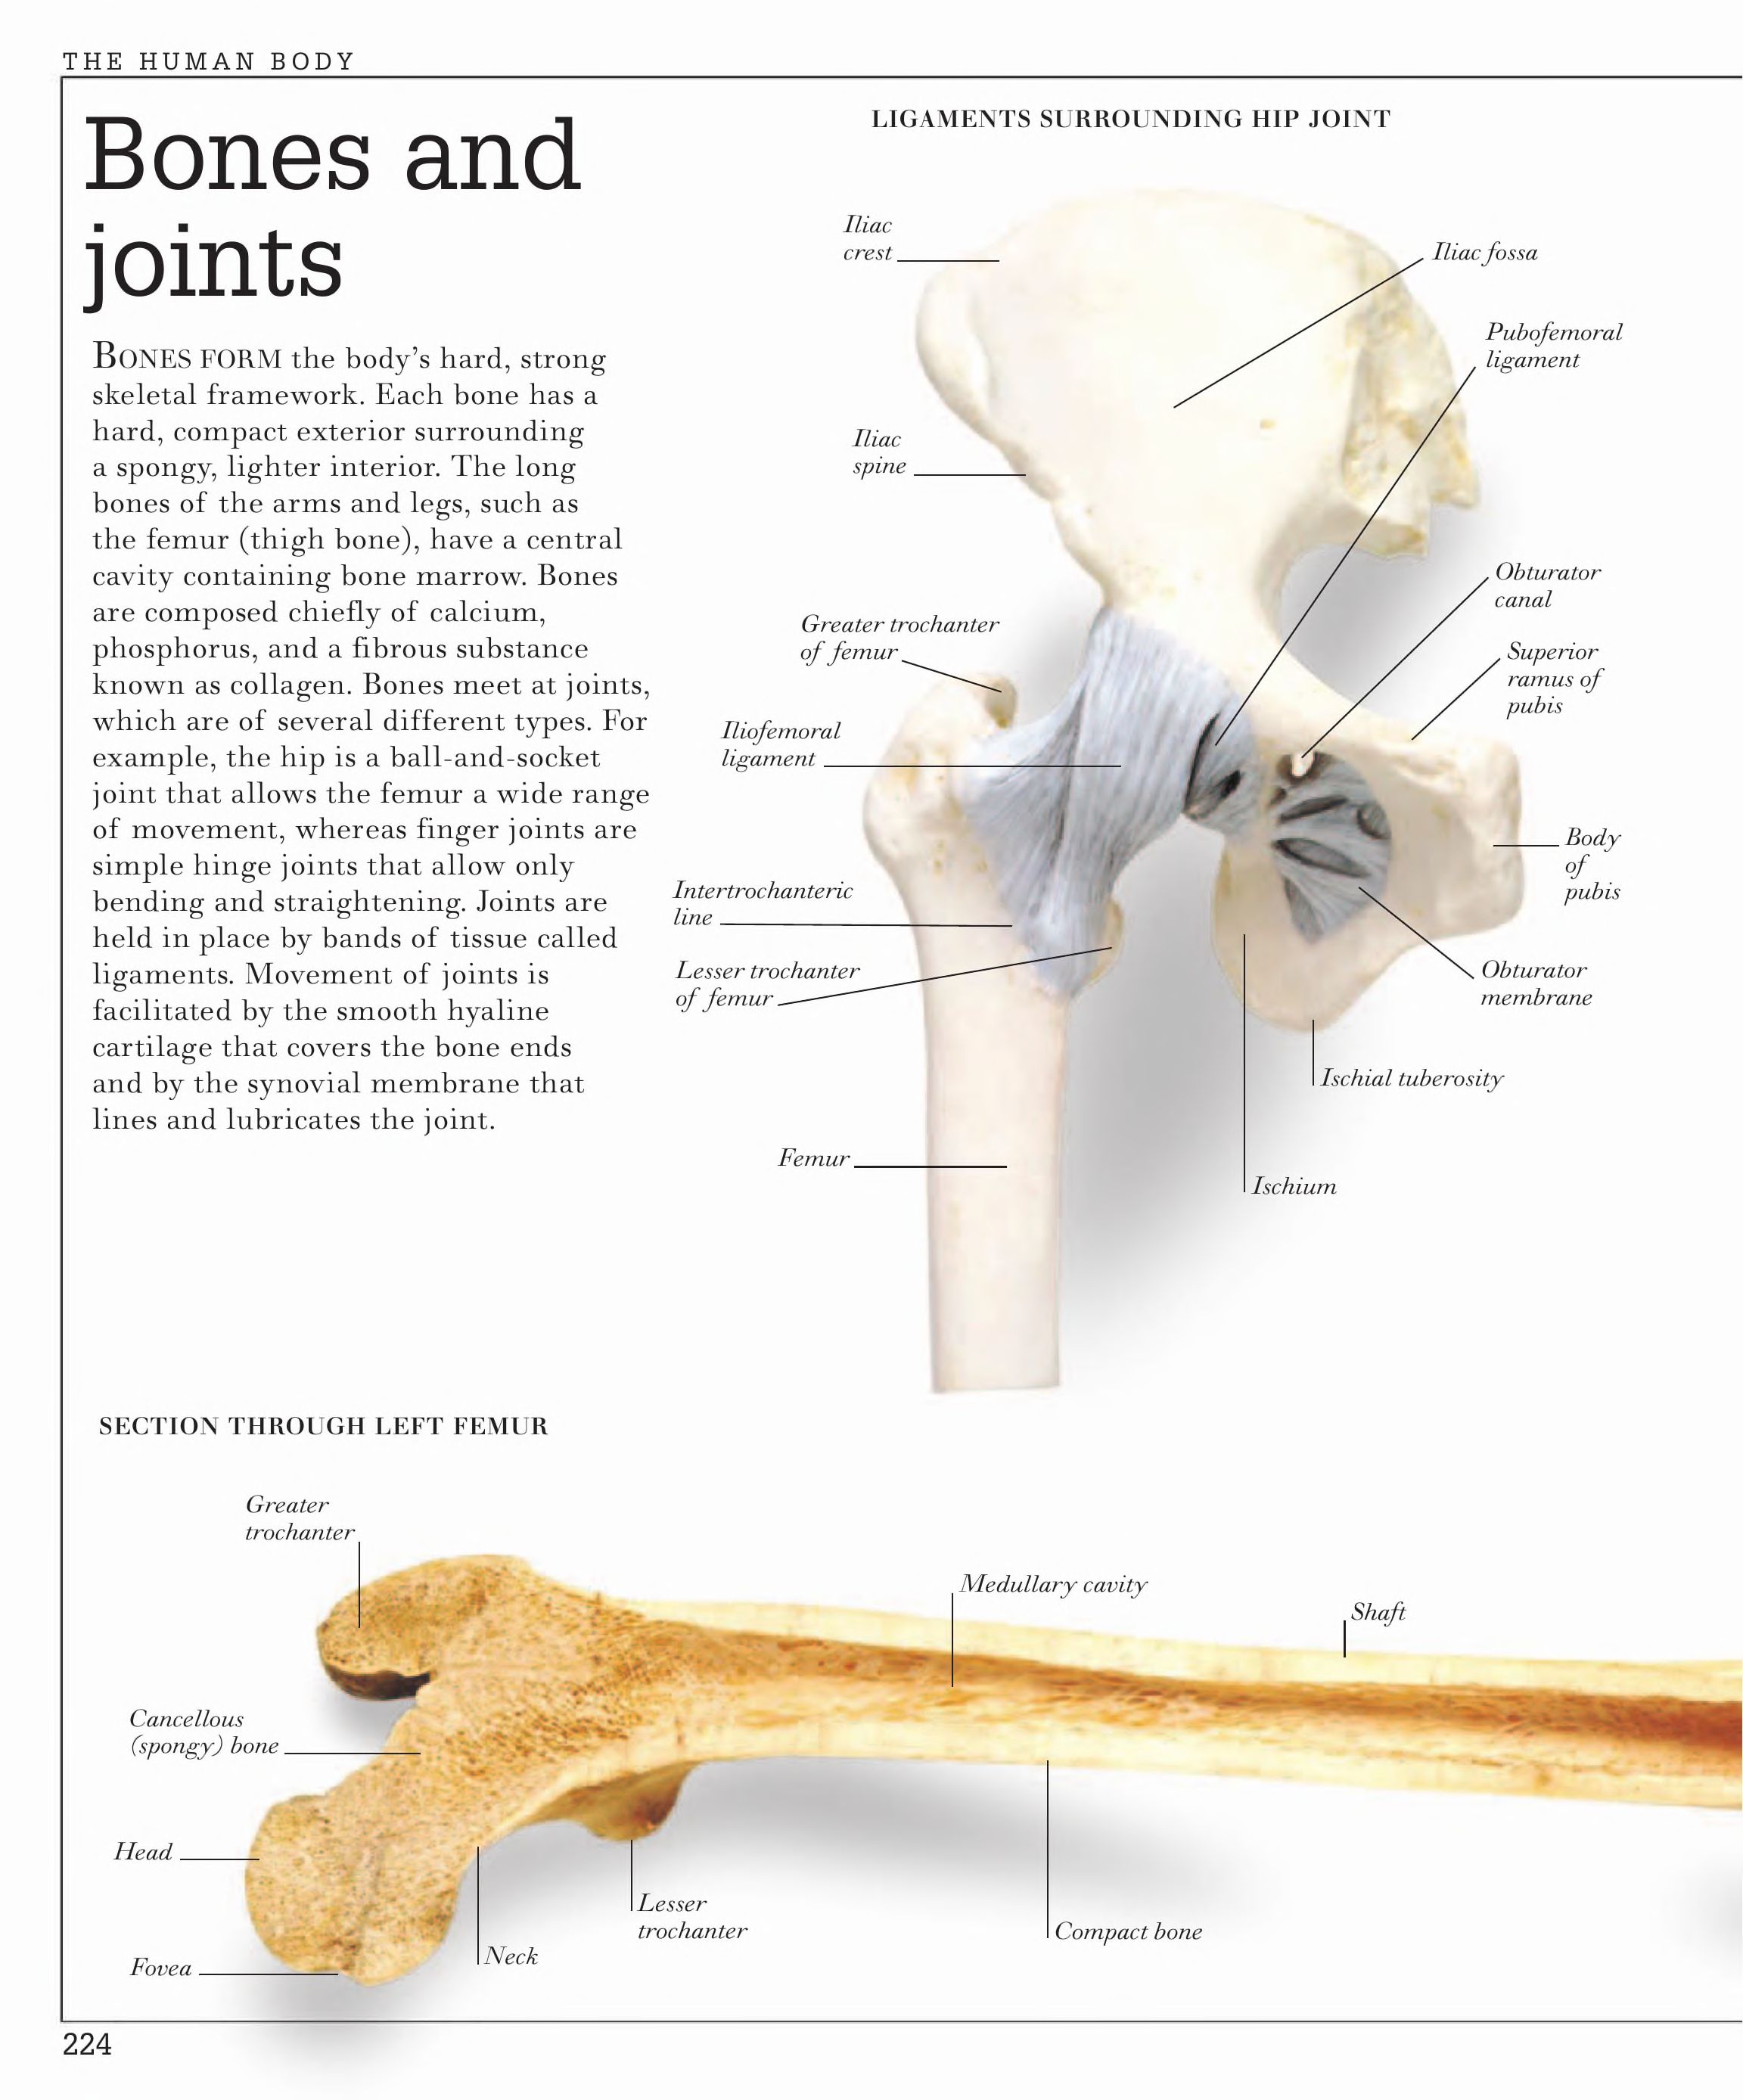 THE HUMAN BODY
Bones and
joints
BONES FORM the body’s hard, strong
skeletal framework. Each bone has a
hard, compact exterior surrounding
a spongy, lighter interior. The long
bones of the arms and legs, such as
the femur (thigh bone), have a central
cavity containing bone marrow. Bones
are composed chiefly of calcium,
phosphorus, and a fibrous substance
known as collagen. Bones meet at joints,
which are of several different types. For
example, the hip is a ball-and-socket
joint that allows the femur a wide range
of movement, whereas finger joints are
simple hinge joints that allow only
bending and straightening. Joints are
held in place by bands of tissue called
ligaments. Movement of joints is
facilitated by the smooth hyaline
cartilage that covers the bone ends
and by the synovial membrane that
lines and lubricates the joint.
LIGAMENTS SURROUNDING HIP JOINT
Iliac
crest
Iliac fossa
Pubofemoral
ligament
Iliac
spine
Obturator
canal
Greater trochanter
of femur
Superior
ramus of
pubis
Iliofemoral
ligament
Body
of
pubis
Intertrochanteric
line
Lesser trochanter
of femur
Obturator
membrane
Ischial tuberosity
Femur
Ischium
SECTION THROUGH LEFT FEMUR
Greater
trochanter
Medullary cavity
Shaft
Cancellous
(spongy) bone
Head
Lesser
trochanter
Compact bone
Neck
Fovea
224